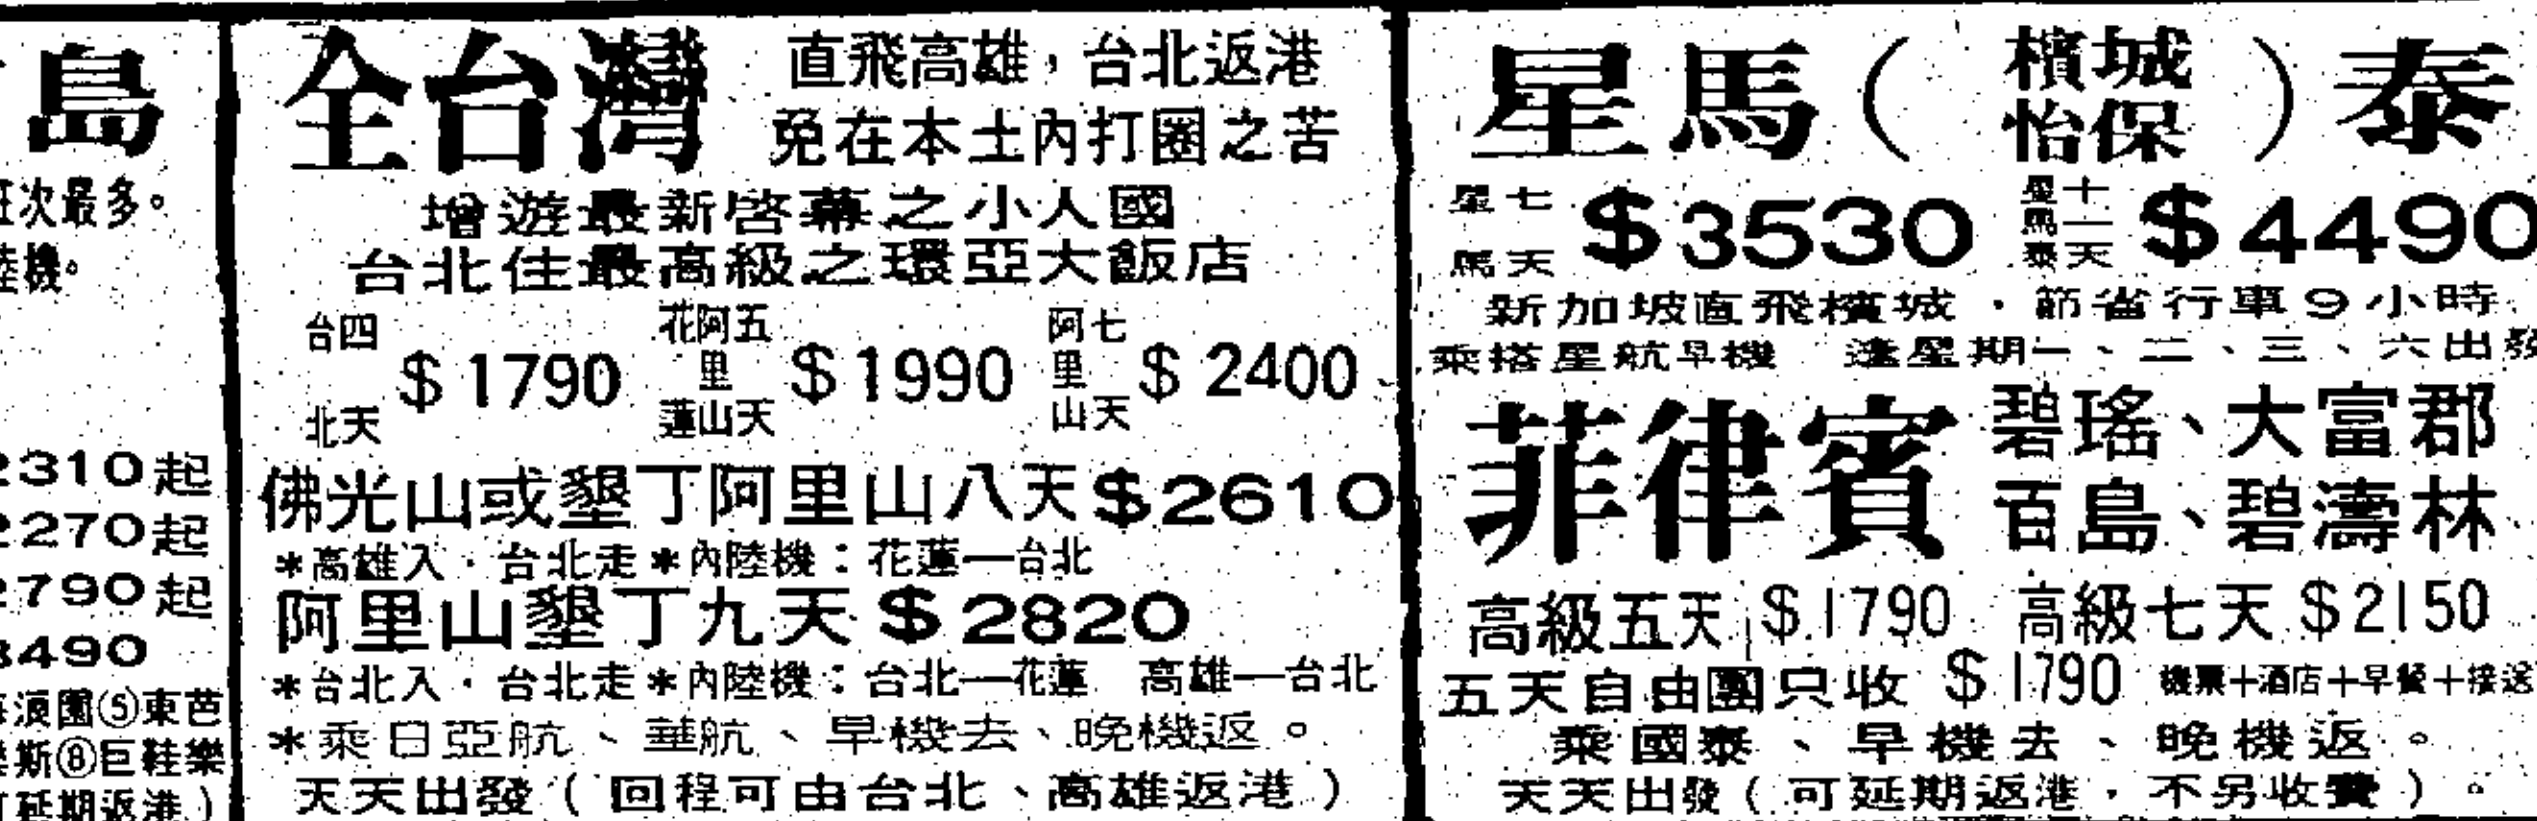 島
班次最多。
陸機。
2310起
2270起
2790起
3490
浪園⑤東芭
樂斯⑧巨鞋樂
可延期返港)
全台灣
直飛高雄，台北返港
免在本土內打圈之苦
增遊最新啓幕之小人國
台北住最高級之環亞大飯店
台北四天 $1790
花蓮阿里山五天 $1990
阿里山七天 $2400
佛光山或墾丁阿里山八天$2610
*高雄入·台北走*內陸機：花蓮—台北
阿里山墾丁九天$2820
*台北入·台北走*內陸機：台北—花蓮 高雄—台北
*乘日亞航、華航、早機去、晚機返。
天天出發(回程可由台北、高雄返港)
星馬(檳城怡保)泰
星馬七天 $3530
星馬泰十一天 $4490
新加坡直飛檳城·節省行車9小時
乘搭星航早機 逢星期一、二、三、六出發
菲律賓
碧瑤、大富郡
百島、碧濤林
高級五天$1790 高級七天$2150
五天自由團只收$1790 機票+酒店+早餐+接送
乘國泰、早機去、晚機返。
天天出發(可延期返港·不另收費)。